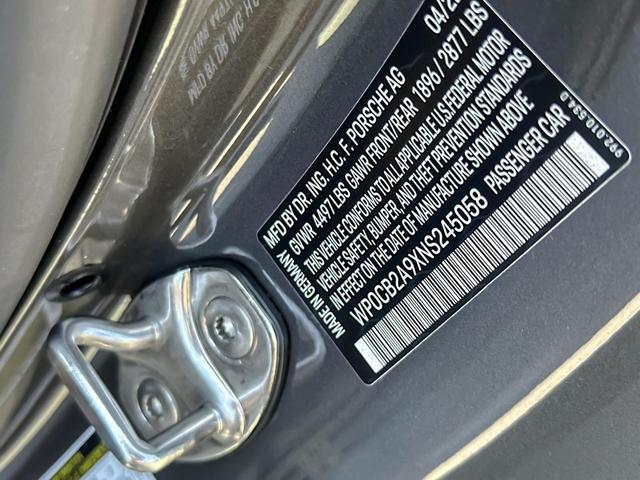 MFD BY DR. ING. H.C. F. PORSCHE AG 04/2
MADE IN GERMANY GVWR 4497 LBS GAWR FRONT/REAR 1896 / 2877 LBS
THIS VEHICLE CONFORMS TO ALL APPLICABLE U.S. FEDERAL MOTOR
VEHICLE SAFETY, BUMPER, AND THEFT PREVENTION STANDARDS
IN EFFECT ON THE DATE OF MANUFACTURE SHOWN ABOVE
WP0CB2A9XNS245058 PASSENGER CAR
992.010.534.D